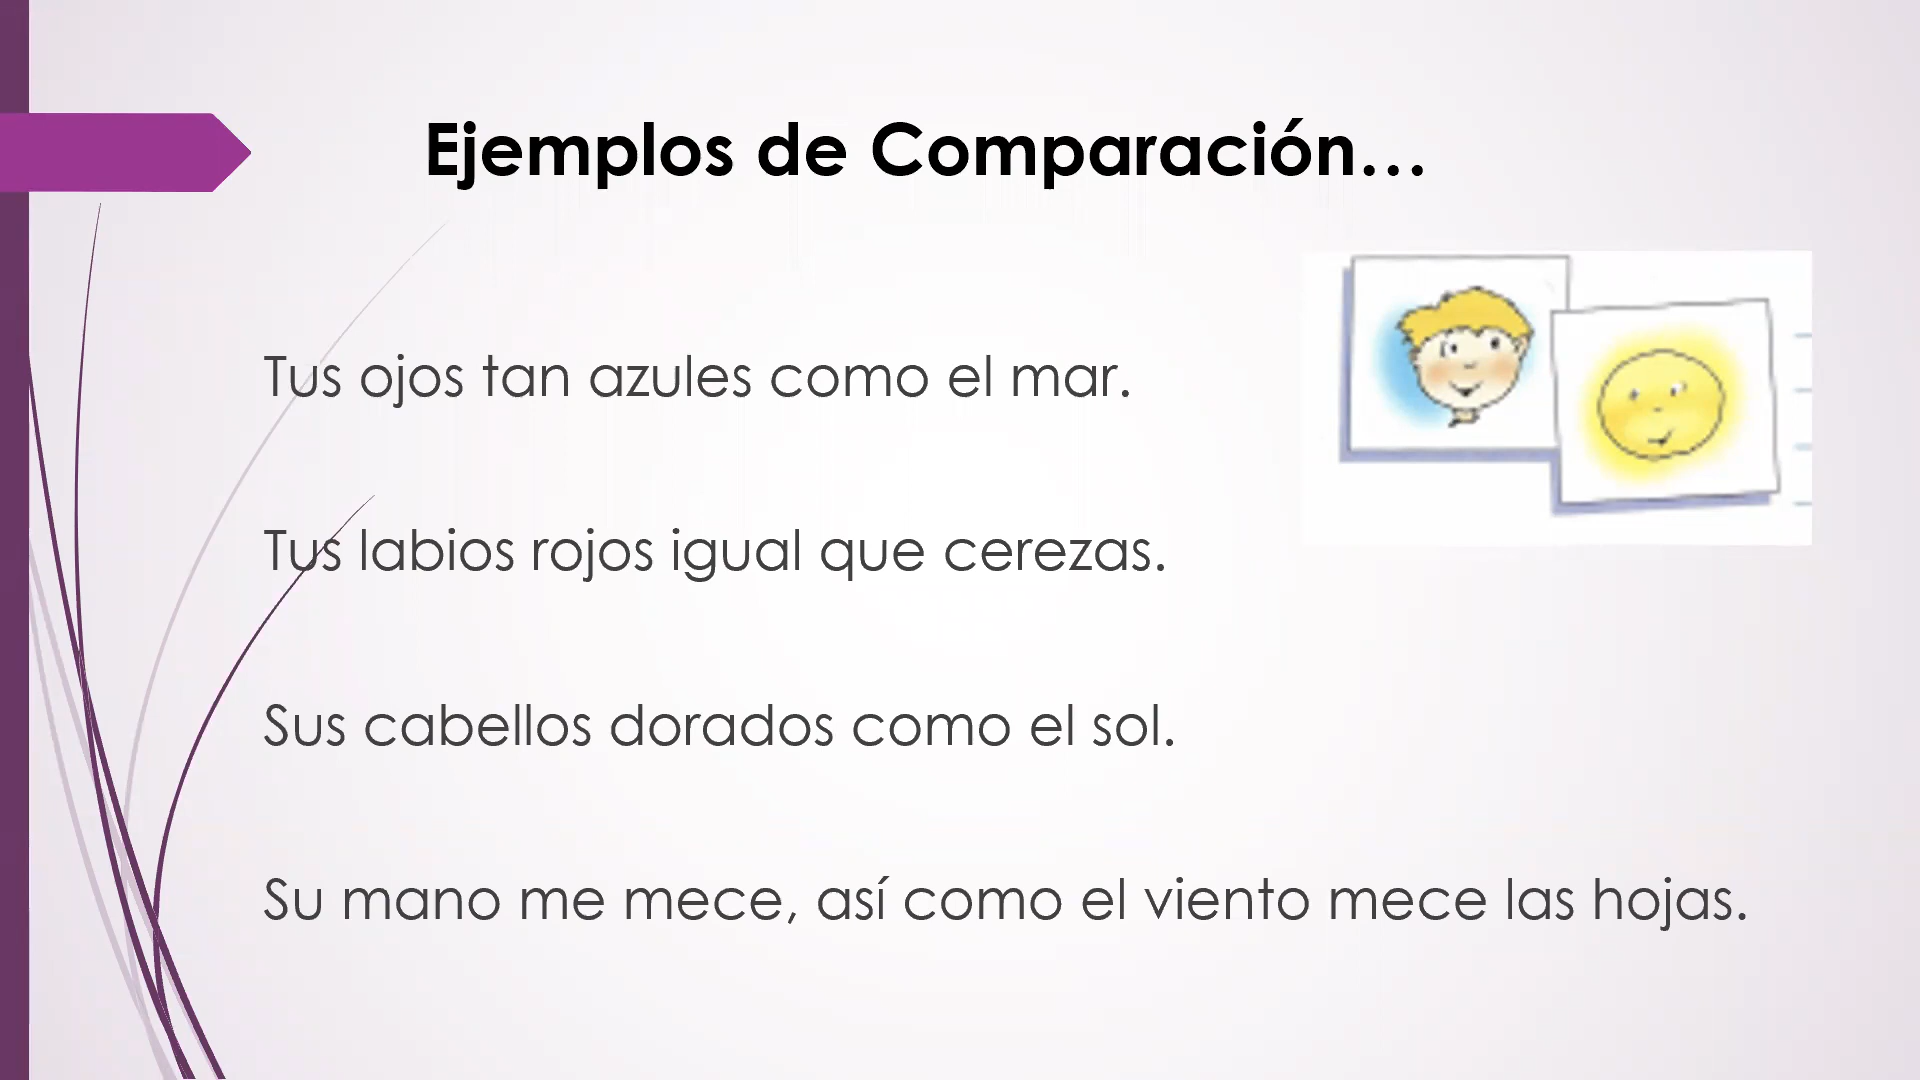 Ejemplos de Comparación…
Tus ojos tan azules como el mar.
Tus labios rojos igual que cerezas.
Sus cabellos dorados como el sol.
Su mano me mece, así como el viento mece las hojas.